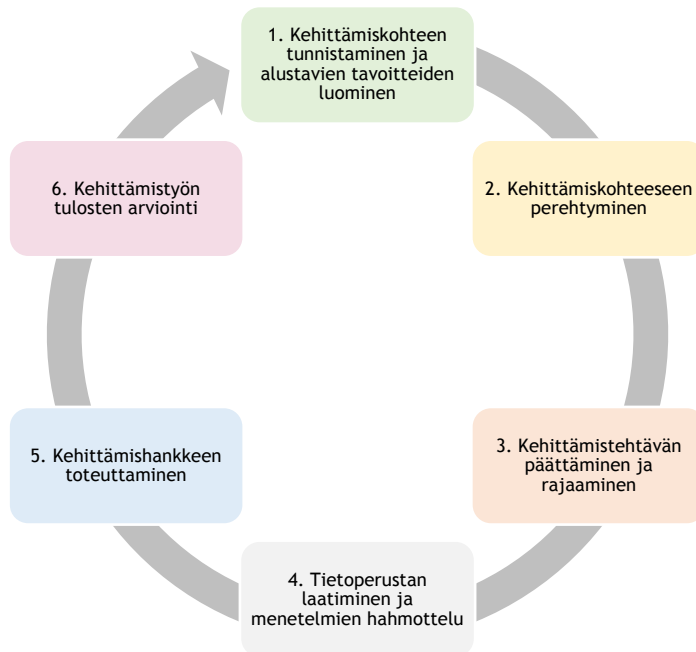 1. Kehittämiskohteen
tunnistaminen ja
alustavien tavoitteiden
luominen
2. Kehittämiskohteeseen
perehtyminen
3. Kehittämistehtävän
päättäminen ja
rajaaminen
4. Tietoperustan
laatiminen ja
menetelmien hahmottelu
5. Kehittämishankkeen
toteuttaminen
6. Kehittämistyön
tulosten arviointi